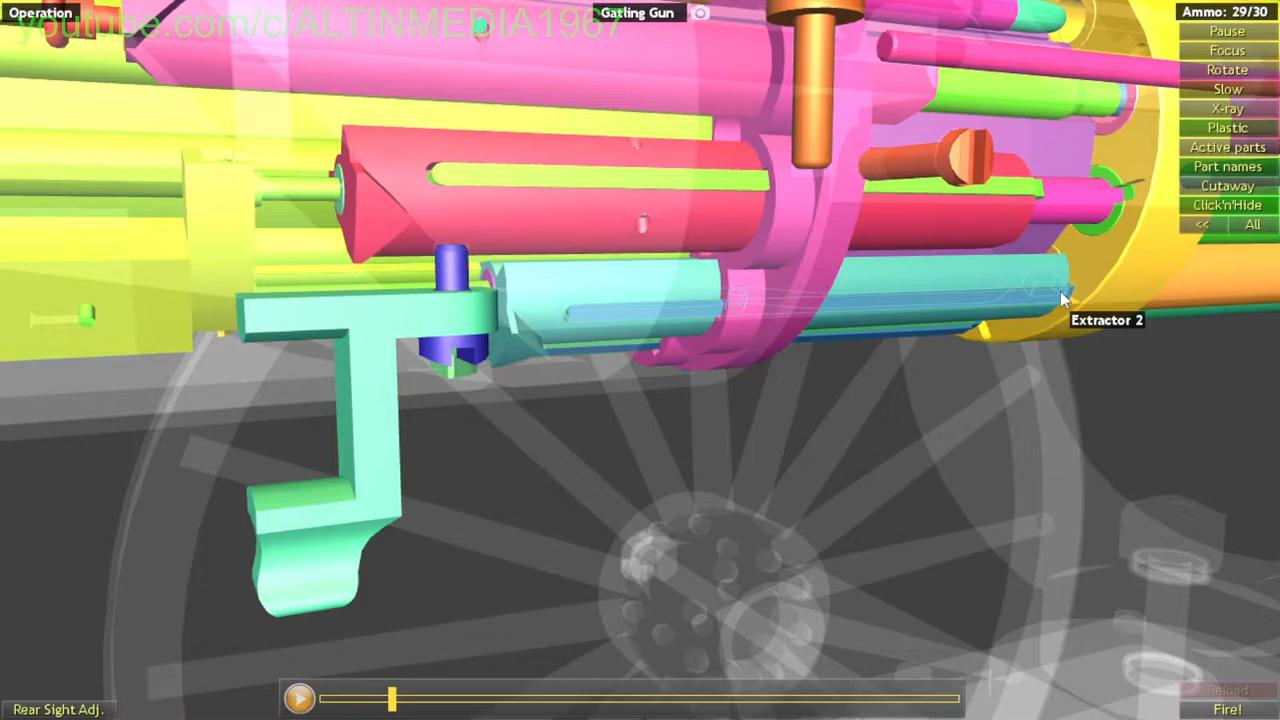 Operation
Gatling Gun
Ammo: 29/30
youtube.com/c/ALTINMEDIA1967
Pause
Focus
Rotate
Slow
X-ray
Plastic
Active parts
Part names
Cutaway
Click'n'Hide
<< All
Extractor 2
Reload
Rear Sight Adj.
Fire!